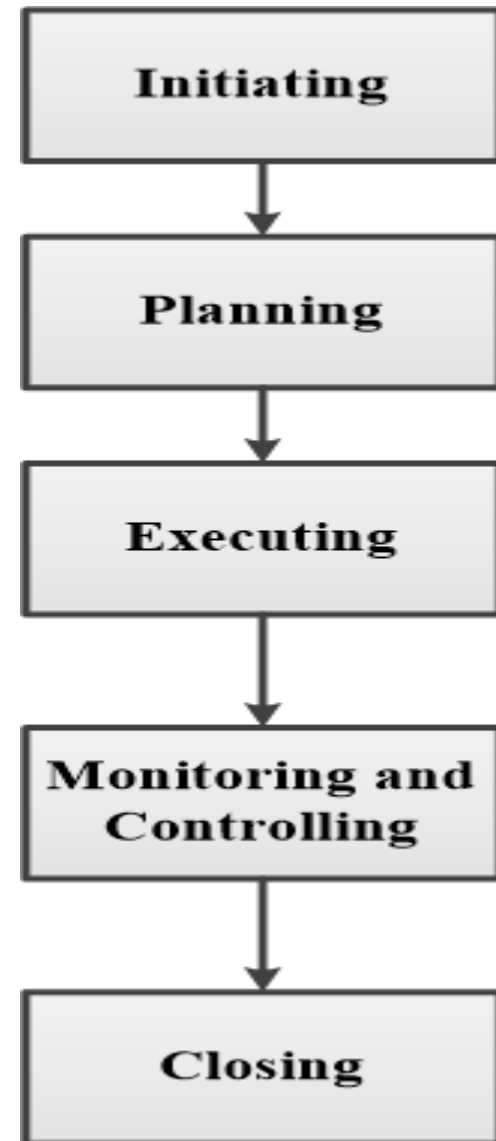 Initiating
Planning
Executing
Monitoring and
Controlling
Closing